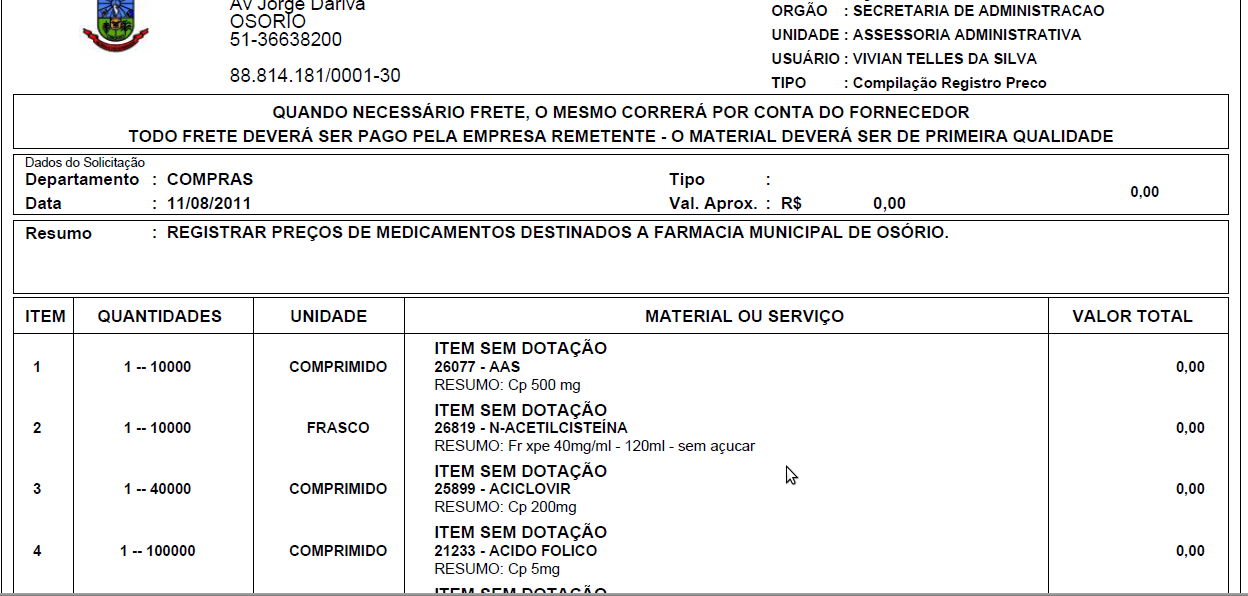 Av Jorge Dariva
OSORIO
51-36638200
88.814.181/0001-30
ORGÃO : SECRETARIA DE ADMINISTRACAO
UNIDADE : ASSESSORIA ADMINISTRATIVA
USUÁRIO : VIVIAN TELLES DA SILVA
TIPO : Compilação Registro Preco
QUANDO NECESSÁRIO FRETE, O MESMO CORRERÁ POR CONTA DO FORNECEDOR
TODO FRETE DEVERÁ SER PAGO PELA EMPRESA REMETENTE - O MATERIAL DEVERÁ SER DE PRIMEIRA QUALIDADE
Dados do Solicitação
Departamento : COMPRAS Tipo :
0,00
Data : 11/08/2011 Val. Aprox. : R$ 0,00
Resumo : REGISTRAR PREÇOS DE MEDICAMENTOS DESTINADOS A FARMACIA MUNICIPAL DE OSÓRIO.
ITEM QUANTIDADES UNIDADE MATERIAL OU SERVIÇO VALOR TOTAL
ITEM SEM DOTAÇÃO
1 1 -- 10000 COMPRIMIDO 26077 - AAS 0,00
RESUMO: Cp 500 mg
ITEM SEM DOTAÇÃO
2 1 -- 10000 FRASCO 26819 - N-ACETILCISTEÍNA 0,00
RESUMO: Fr xpe 40mg/ml - 120ml - sem açucar
ITEM SEM DOTAÇÃO
3 1 -- 40000 COMPRIMIDO 25899 - ACICLOVIR 0,00
RESUMO: Cp 200mg
ITEM SEM DOTAÇÃO
4 1 -- 100000 COMPRIMIDO 21233 - ACIDO FOLICO 0,00
RESUMO: Cp 5mg
ITEM SEM DOTAÇÃO